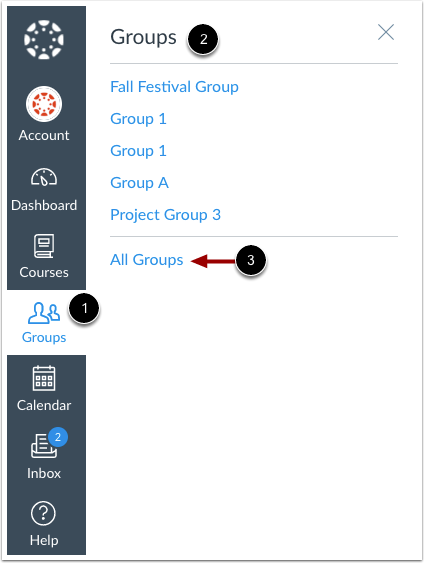 Groups 2
Fall Festival Group
Group 1
Group 1
Group A
Project Group 3
All Groups 3
Account
Dashboard
Courses
1
Groups
Calendar
2
Inbox
Help